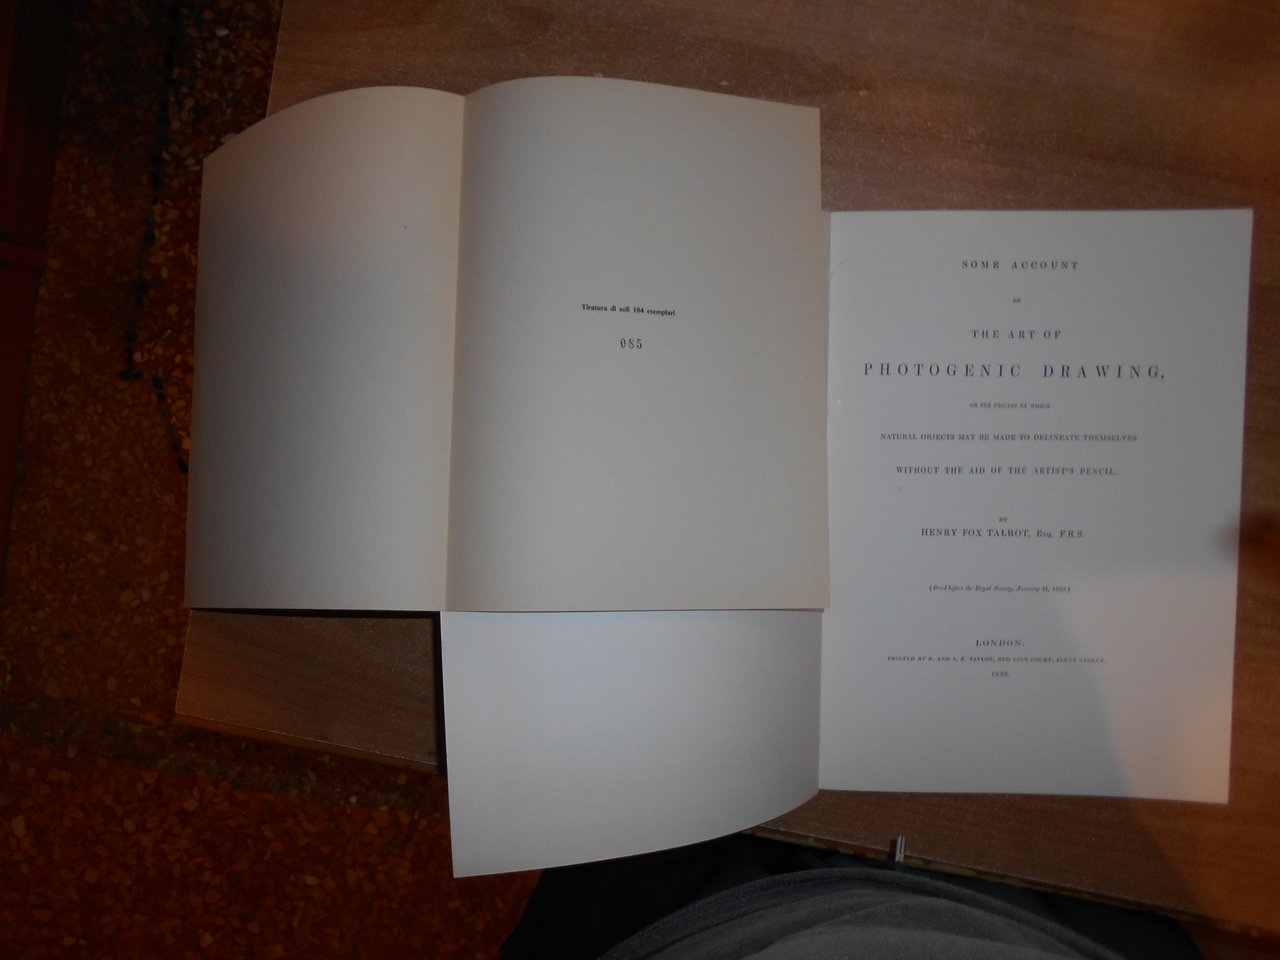 Tiratura di soli 104 esemplari
085
SOME ACCOUNT
OF
THE ART OF
PHOTOGENIC DRAWING,
OR THE PROCESS BY WHICH
NATURAL OBJECTS MAY BE MADE TO DELINEATE THEMSELVES
WITHOUT THE AID OF THE ARTIST'S PENCIL.
BY
HENRY FOX TALBOT, Esq. F.R.S.
(Read before the Royal Society, January 31, 1839.)
LONDON.
PRINTED BY R. AND J. E. TAYLOR, RED LION COURT, FLEET STREET.
1839.